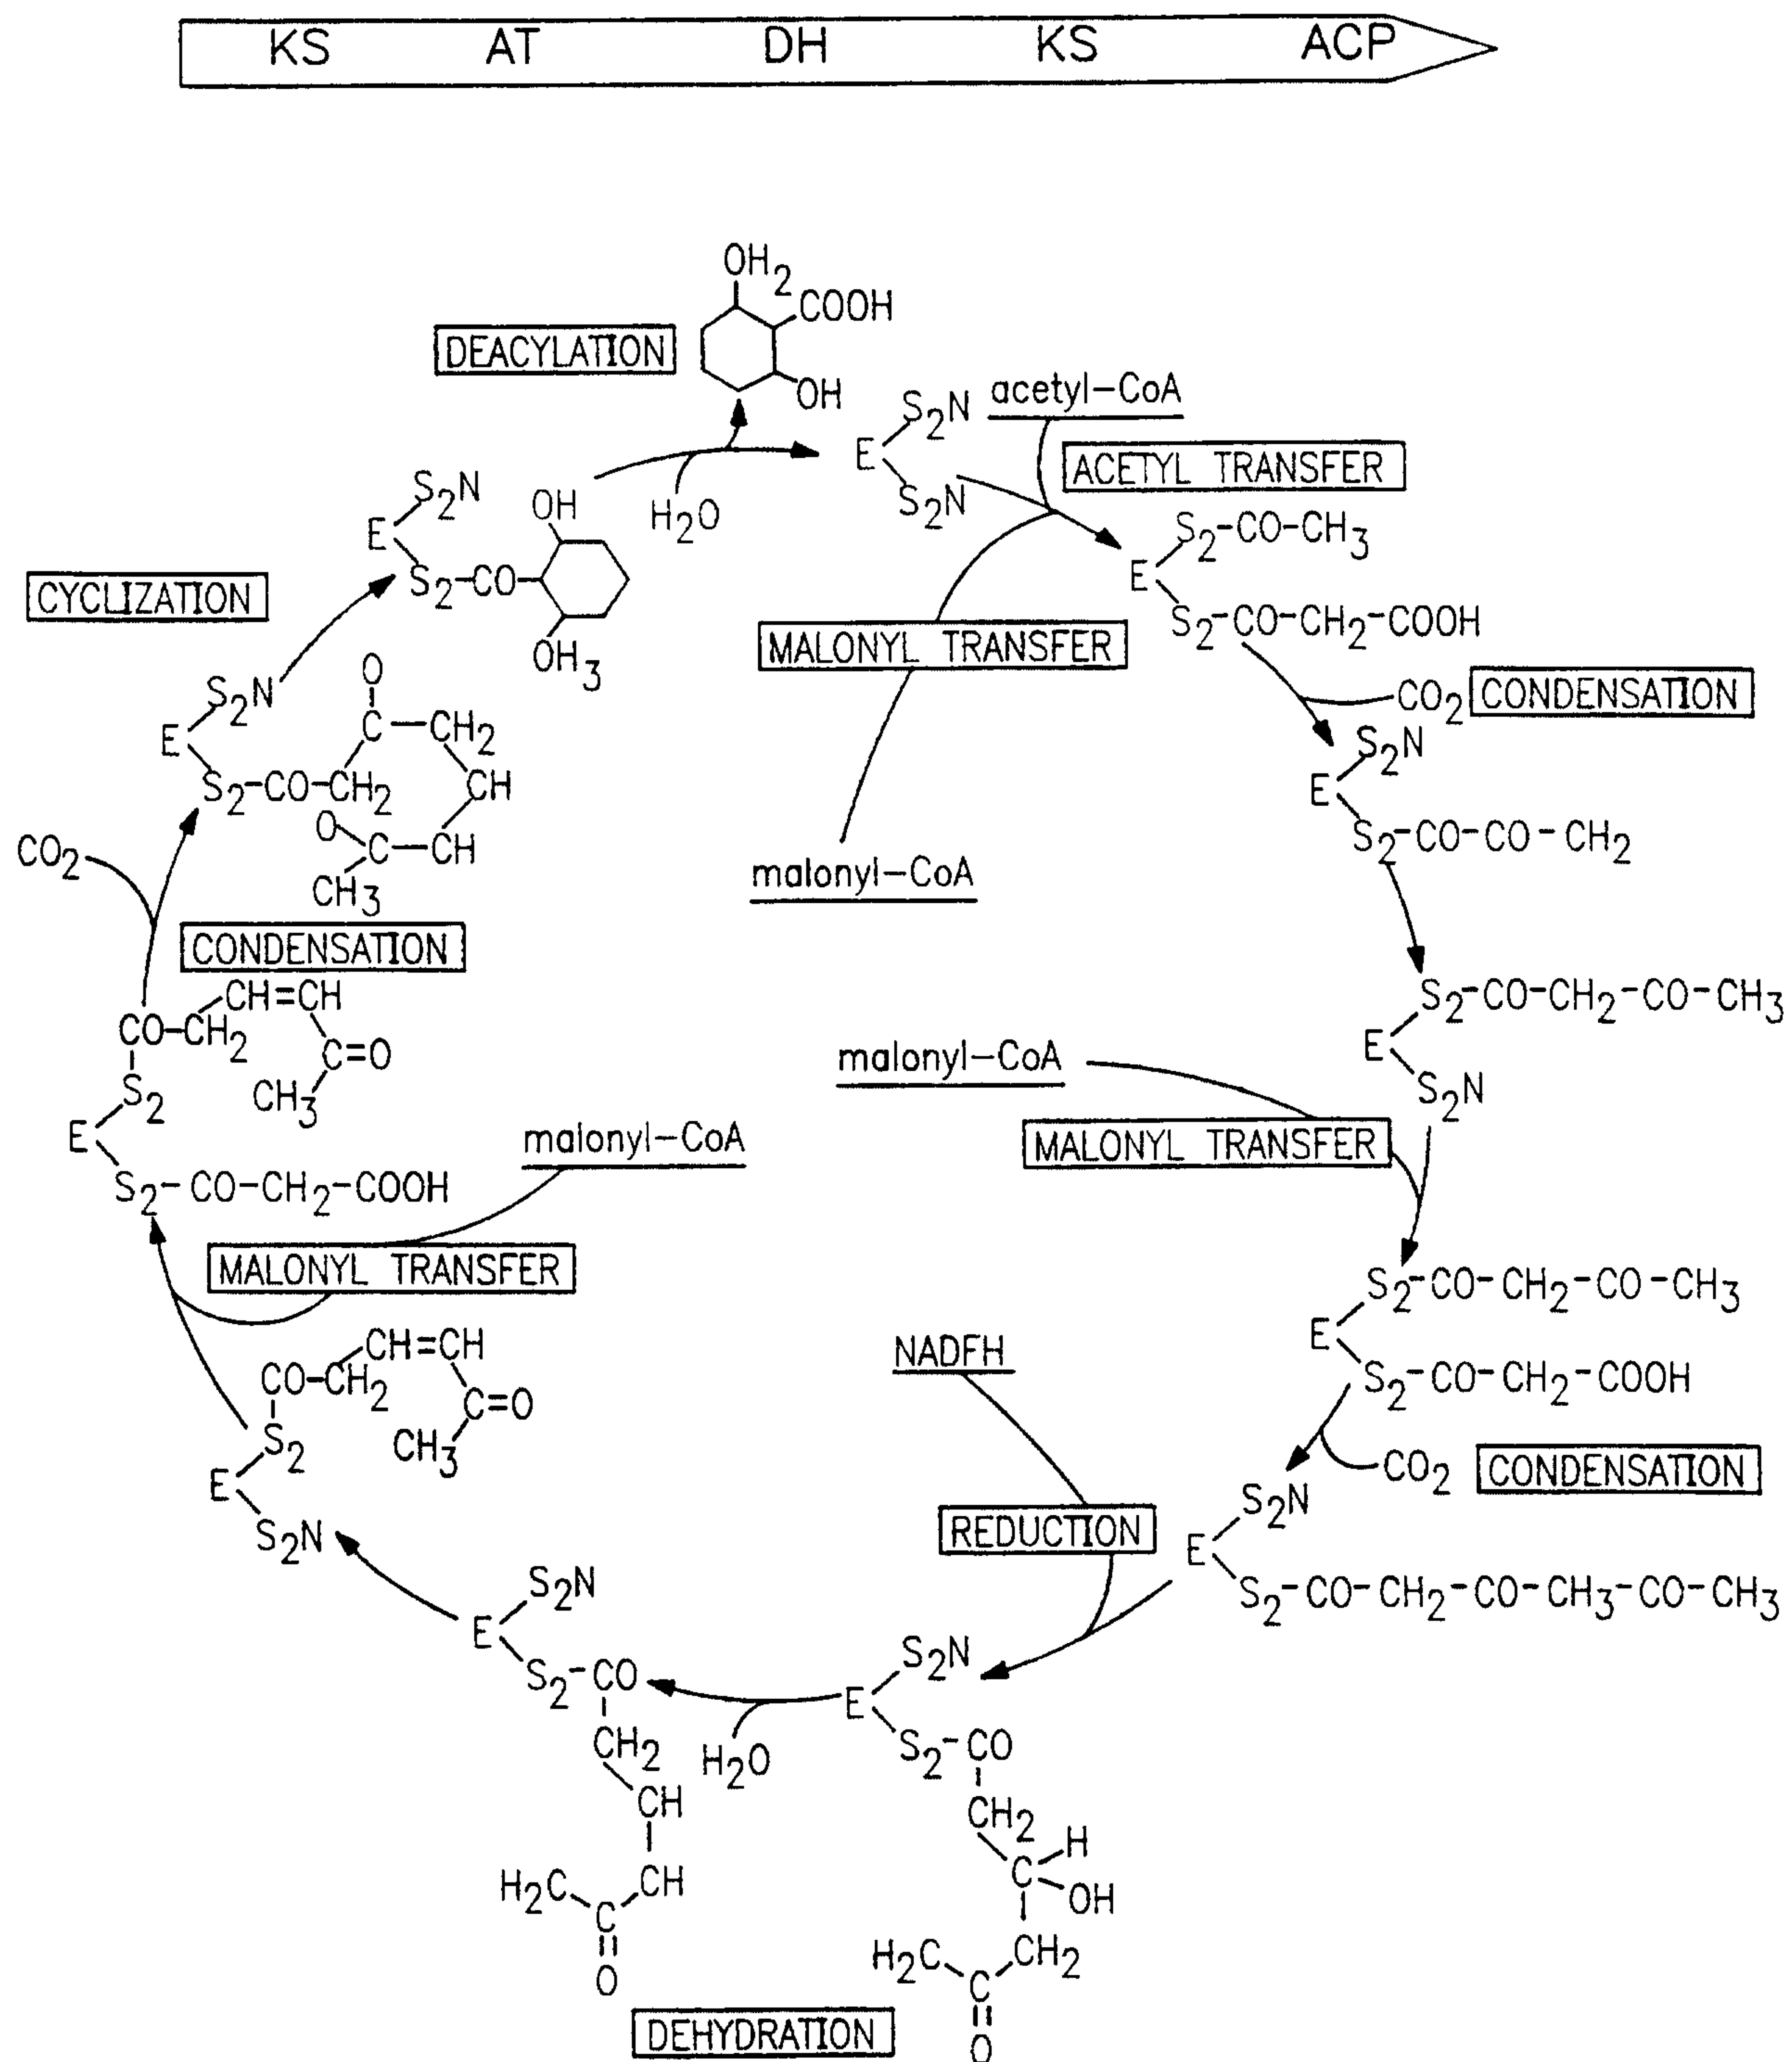 KS AT DH KS ACP
OH2
COOH
DEACYLATION
OH
S2N
E
S2N
acetyl-CoA
ACETYL TRANSFER
H2O
S2N
E
S2-CO
OH
OH3
S2-CO-CH3
E
S2-CO-CH2-COOH
CYCLIZATION
MALONYL TRANSFER
malonyl-CoA
CO2
CONDENSATION
S2N
E
S2-CO-CO-CH2
S2N
E
S2-CO-CH2
O
C-CH2
CH
O
C-CH
CH3
CO2
CONDENSATION
S2-CO-CH2-CO-CH3
E
S2N
malonyl-CoA
MALONYL TRANSFER
CO-CH2
CH=CH
C=O
CH3
S2
E
S2-CO-CH2-COOH
malonyl-CoA
MALONYL TRANSFER
S2-CO-CH2-CO-CH3
E
S2-CO-CH2-COOH
CO2
CONDENSATION
NADFH
REDUCTION
S2N
E
S2-CO-CH2-CO-CH3-CO-CH3
CH=CH
CO-CH2
C=O
CH3
S2
E
S2N
S2N
E
S2-CO
CH2
CH
CH
H2C
C
O
H2O
S2N
E
S2-CO
CH2
H
C
OH
CH2
H2C
C
O
DEHYDRATION